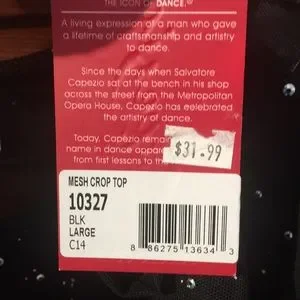 THE ICON OF DANCE.®
A living expression of a man who gave
a lifetime of craftsmanship and artistry
to dance.
Since the days when Salvatore
Capezio sat at the bench in his shop
across the street from the Metropolitan
Opera House, Capezio has celebrated
the artistry of dance.
Today, Capezio remai
name in dance appare
from first lessons to th
$31.99
MESH CROP TOP
10327
BLK
LARGE
C14
8 86275 13634 3